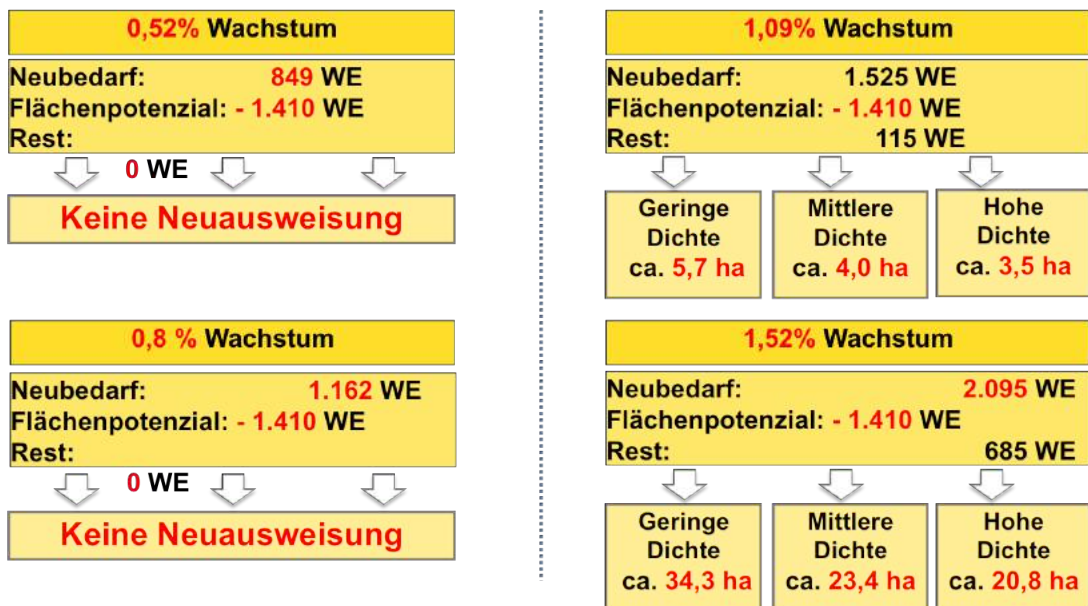 0,52% Wachstum
Neubedarf: 849 WE
Flächenpotenzial: - 1.410 WE
Rest:
0 WE
Keine Neuausweisung
0,8 % Wachstum
Neubedarf: 1.162 WE
Flächenpotenzial: - 1.410 WE
Rest:
0 WE
Keine Neuausweisung
1,09% Wachstum
Neubedarf: 1.525 WE
Flächenpotenzial: - 1.410 WE
Rest: 115 WE
Geringe
Dichte
ca. 5,7 ha
Mittlere
Dichte
ca. 4,0 ha
Hohe
Dichte
ca. 3,5 ha
1,52% Wachstum
Neubedarf: 2.095 WE
Flächenpotenzial: - 1.410 WE
Rest: 685 WE
Geringe
Dichte
ca. 34,3 ha
Mittlere
Dichte
ca. 23,4 ha
Hohe
Dichte
ca. 20,8 ha